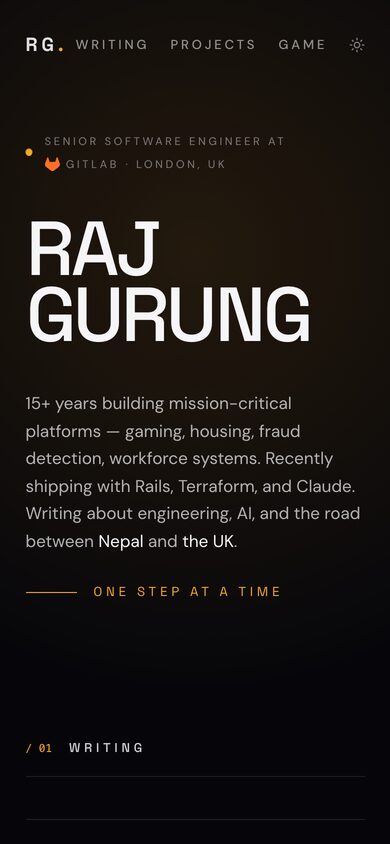 RG. WRITING PROJECTS GAME
SENIOR SOFTWARE ENGINEER AT
GITLAB · LONDON, UK
RAJ
GURUNG
15+ years building mission-critical
platforms — gaming, housing, fraud
detection, workforce systems. Recently
shipping with Rails, Terraform, and Claude.
Writing about engineering, AI, and the road
between Nepal and the UK.
ONE STEP AT A TIME
/ 01 WRITING